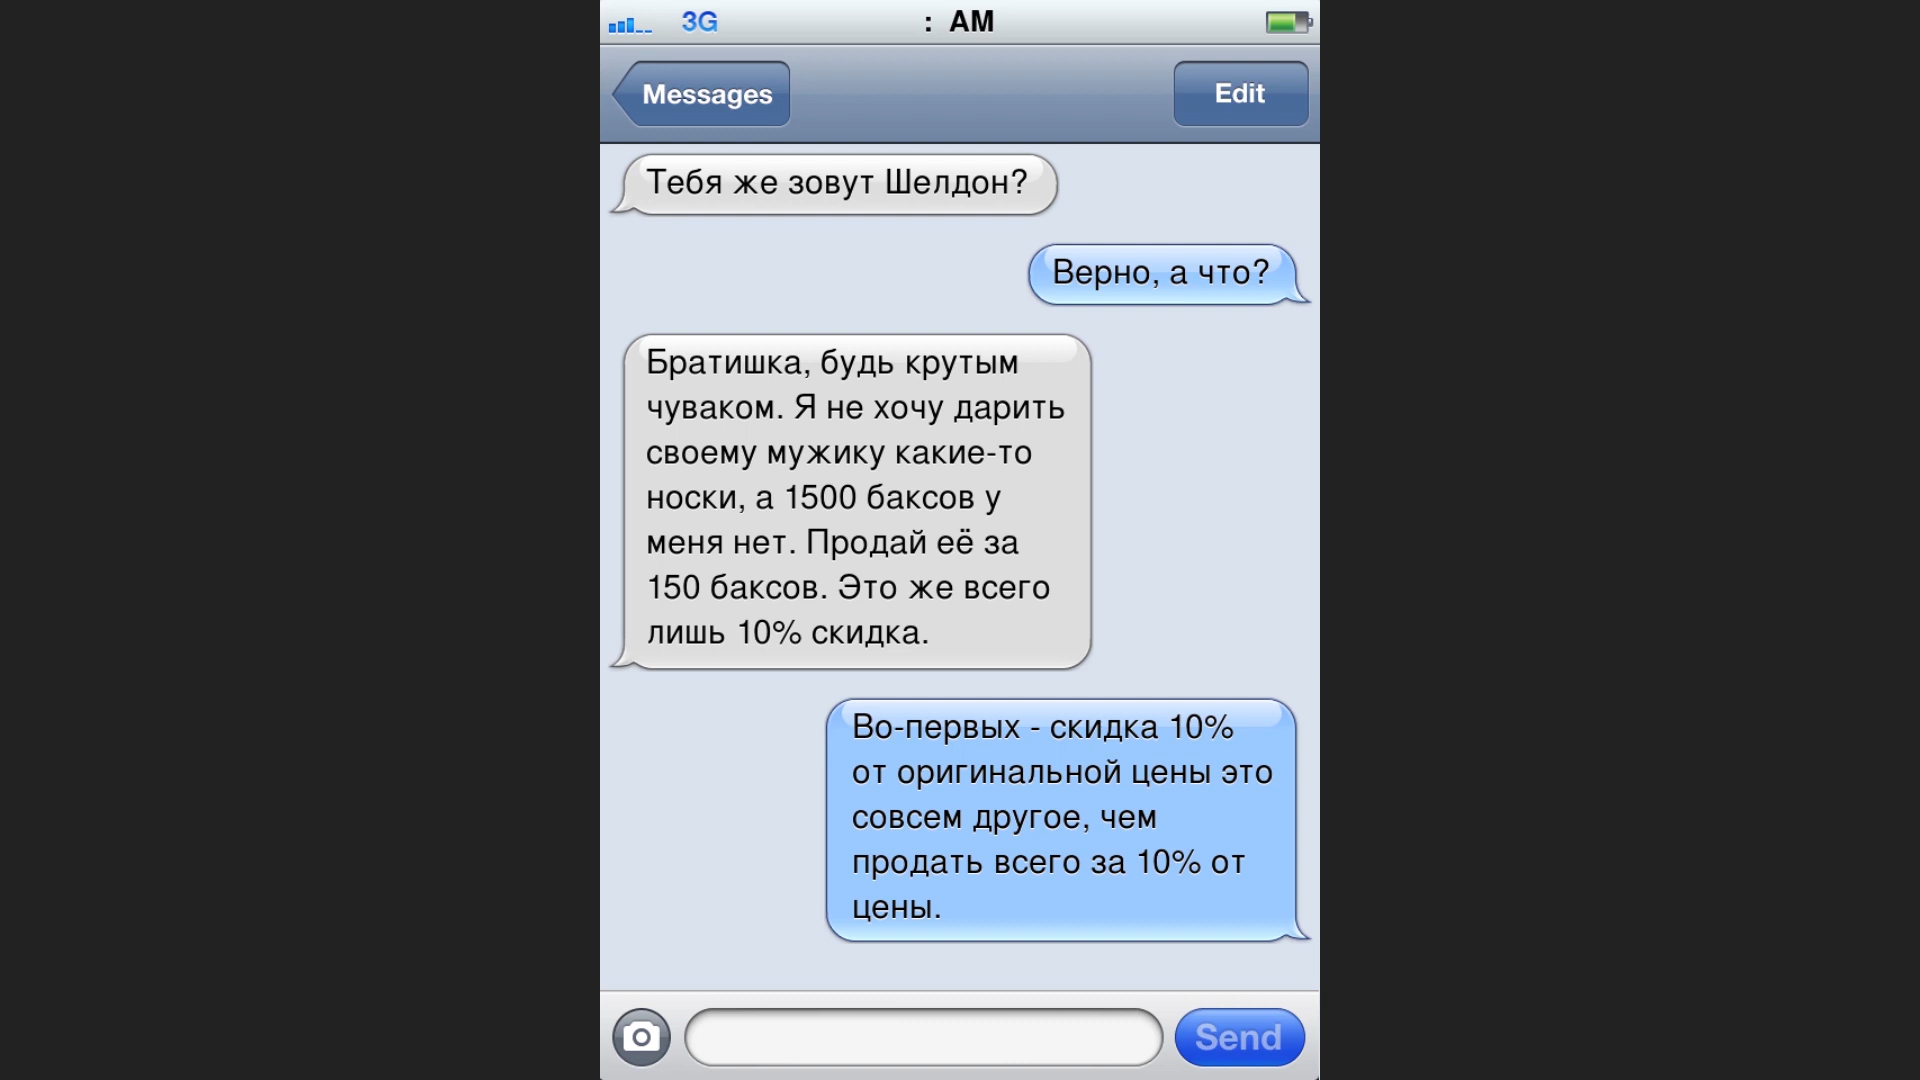 3G : AM
Messages Edit
Тебя же зовут Шелдон?
Верно, а что?
Братишка, будь крутым
чуваком. Я не хочу дарить
своему мужику какие-то
носки, а 1500 баксов у
меня нет. Продай её за
150 баксов. Это же всего
лишь 10% скидка.
Во-первых - скидка 10%
от оригинальной цены это
совсем другое, чем
продать всего за 10% от
цены.
Send